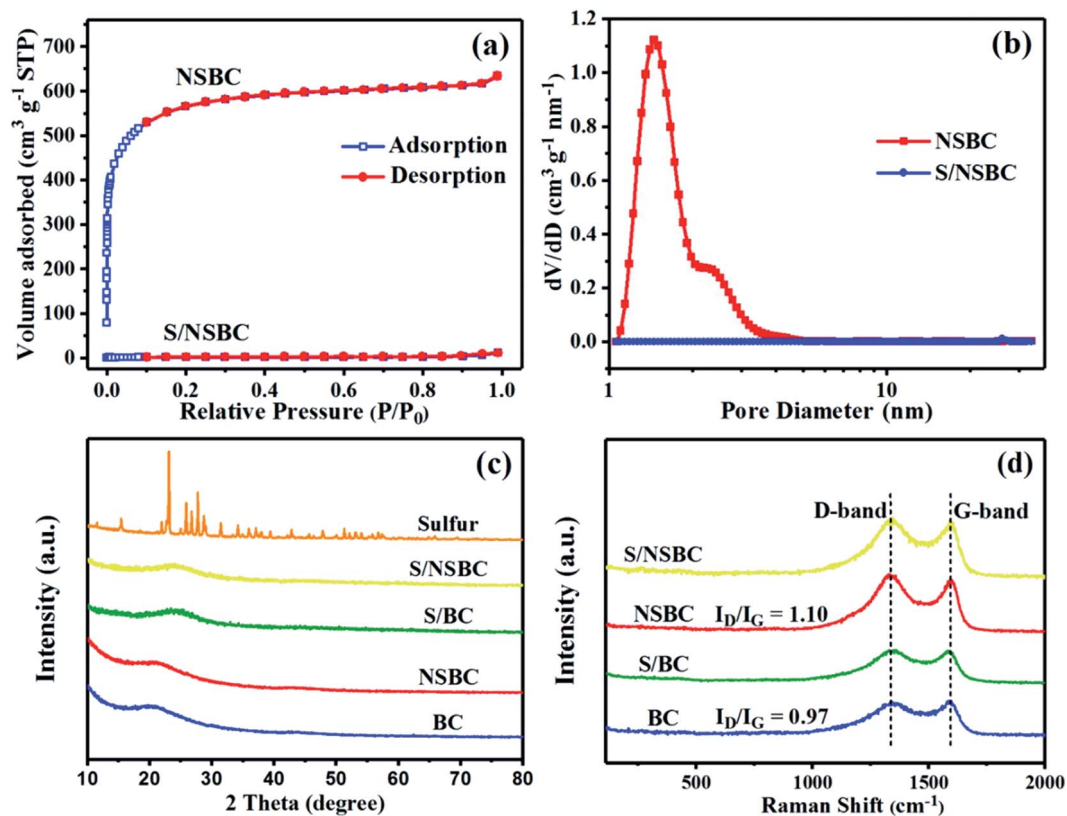 (a)
700
600
500
400
300
200
100
0
Volume adsorbed (cm³ g⁻¹ STP)
NSBC
Adsorption
Desorption
S/NSBC
0.0 0.2 0.4 0.6 0.8 1.0
Relative Pressure (P/P₀)
(b)
1.2
1.0
0.8
0.6
0.4
0.2
0.0
dV/dD (cm³ g⁻¹ nm⁻¹)
NSBC
S/NSBC
1 10
Pore Diameter (nm)
(c)
Intensity (a.u.)
Sulfur
S/NSBC
S/BC
NSBC
BC
10 20 30 40 50 60 70 80
2 Theta (degree)
(d)
Intensity (a.u.)
D-band G-band
S/NSBC
NSBC I_D/I_G = 1.10
S/BC
BC I_D/I_G = 0.97
500 1000 1500 2000
Raman Shift (cm⁻¹)